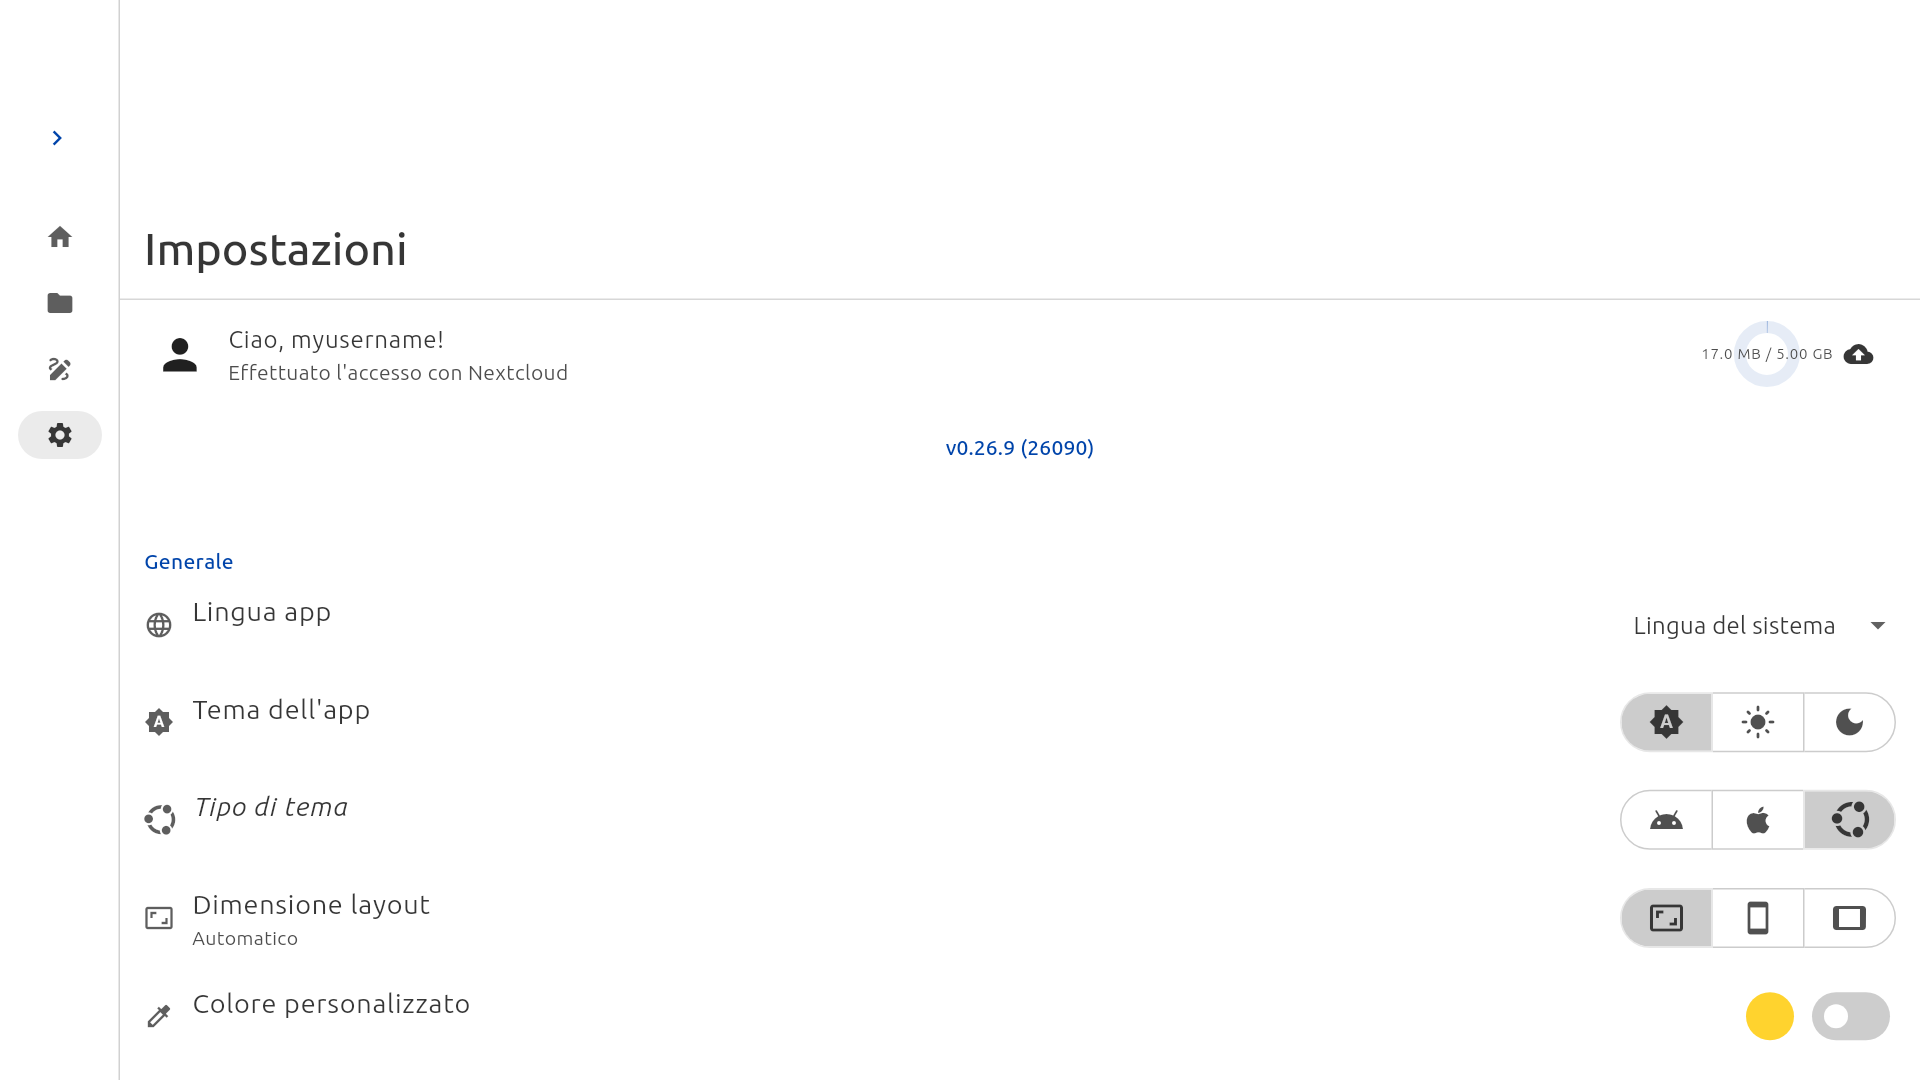 Impostazioni
Ciao, myusername!
Effettuato l'accesso con Nextcloud
17.0 MB / 5.00 GB
v0.26.9 (26090)
Generale
Lingua app
Lingua del sistema
Tema dell'app
Tipo di tema
Dimensione layout
Automatico
Colore personalizzato